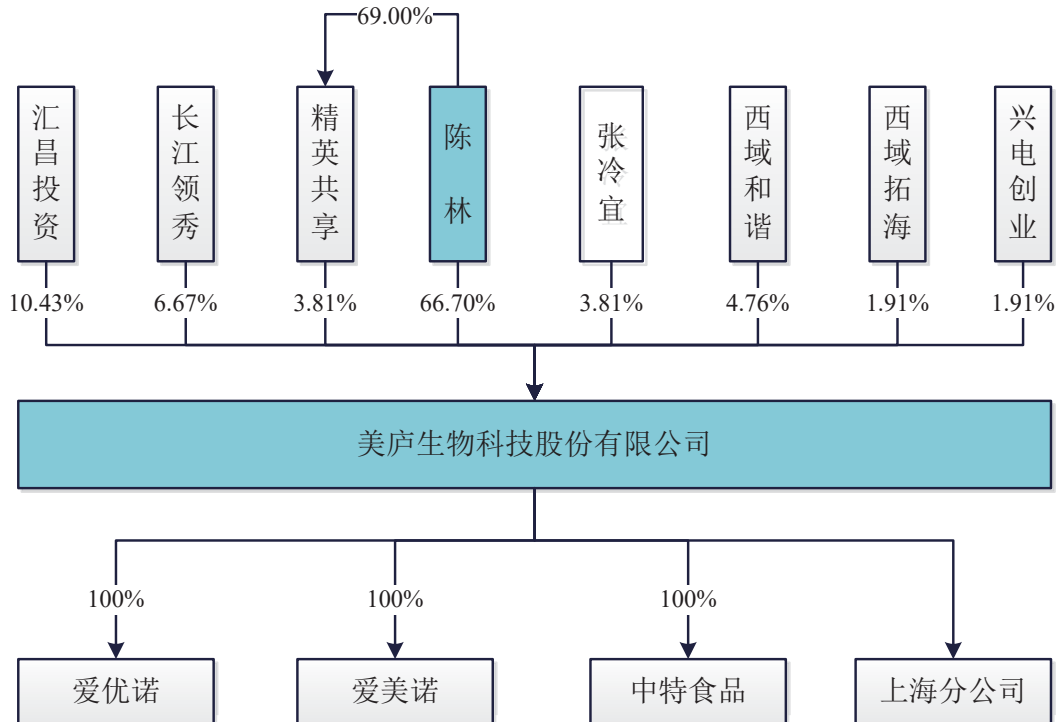 69.00%
汇昌投资
长江领秀
精英共享
陈林
张冷宜
西域和谐
西域拓海
兴电创业
10.43%
6.67%
3.81%
66.70%
3.81%
4.76%
1.91%
1.91%
美庐生物科技股份有限公司
100%
100%
100%
爱优诺
爱美诺
中特食品
上海分公司